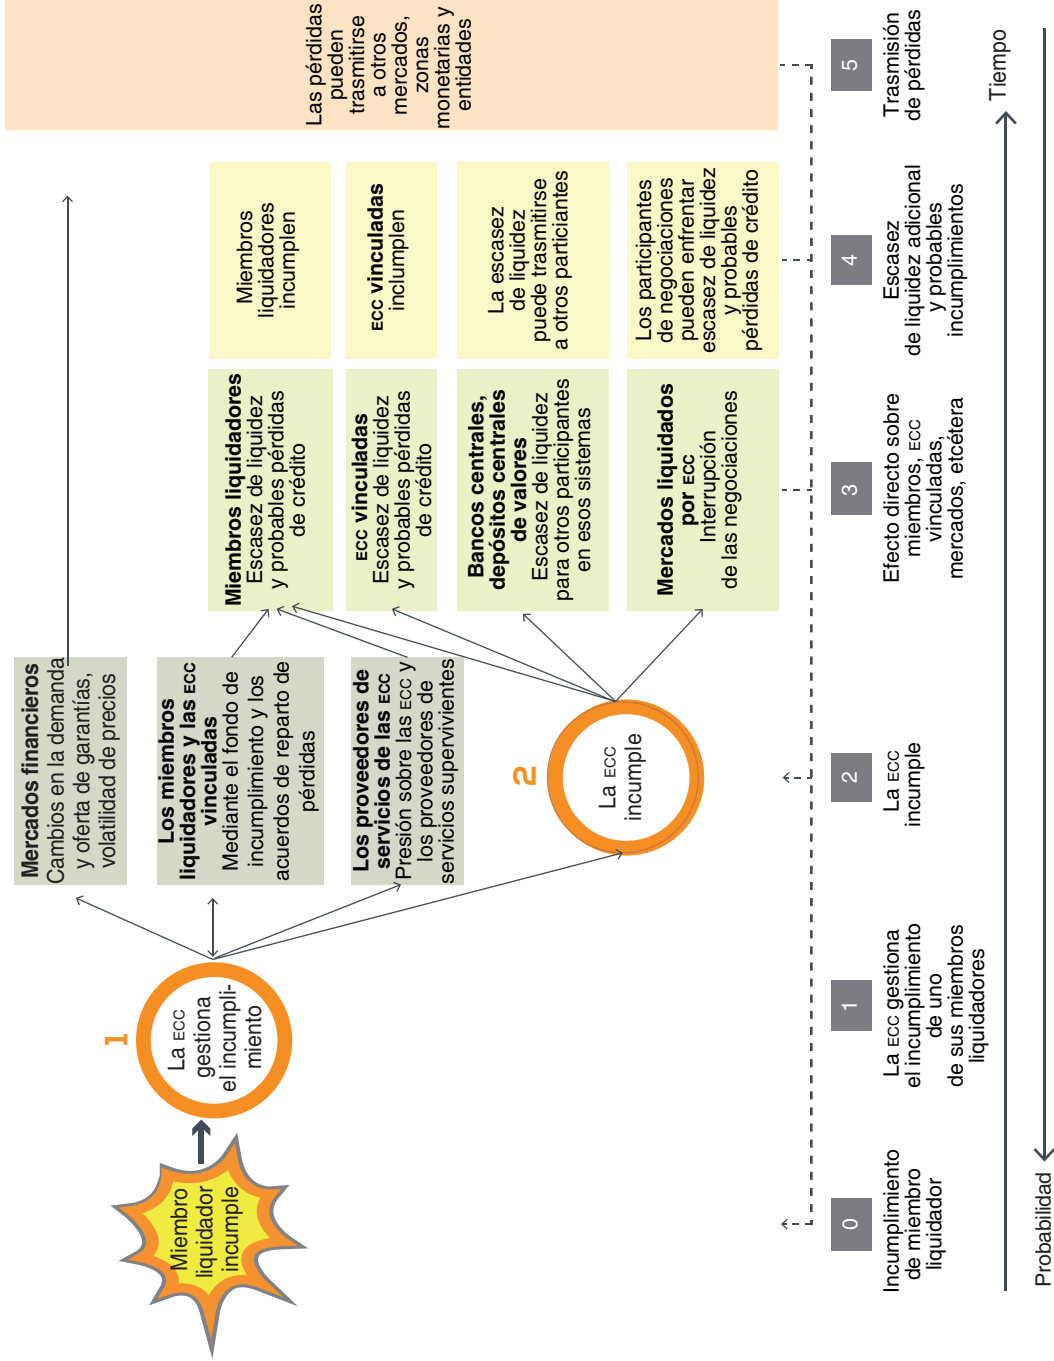 Miembro
liquidador
incumple
1
La ECC
gestiona
el incumpli-
miento
Mercados financieros
Cambios en la demanda
y oferta de garantías,
volatilidad de precios
Los miembros
liquidadores y las ECC
vinculadas
Mediante el fondo de
incumplimiento y los
acuerdos de reparto de
pérdidas
Los proveedores de
servicios de las ECC
Presión sobre las ECC y
los proveedores de
servicios supervivientes
2
La ECC
incumple
Miembros liquidadores
Escasez de liquidez
y probables pérdidas
de crédito
ECC vinculadas
Escasez de liquidez
y probables pérdidas
de crédito
Bancos centrales,
depósitos centrales
de valores
Escasez de liquidez
para otros participantes
en esos sistemas
Mercados liquidados
por ECC
Interrupción
de las negociaciones
Miembros
liquidadores
incumplen
ECC vinculadas
inclumplen
La escasez
de liquidez
puede trasmitirse
a otros particiantes
Los participantes
de negociaciones
pueden enfrentar
escasez de liquidez
y probables
pérdidas de crédito
Las pérdidas
pueden
trasmitirse
a otros
mercados,
zonas
monetarias y
entidades
0
Incumplimiento
de miembro
liquidador
1
La ECC gestiona
el incumplimiento
de uno
de sus miembros
liquidadores
2
La ECC
incumple
3
Efecto directo sobre
miembros, ECC
vinculadas,
mercados, etcétera
4
Escasez
de liquidez adicional
y probables
incumplimientos
5
Trasmisión
de pérdidas
Tiempo
Probabilidad